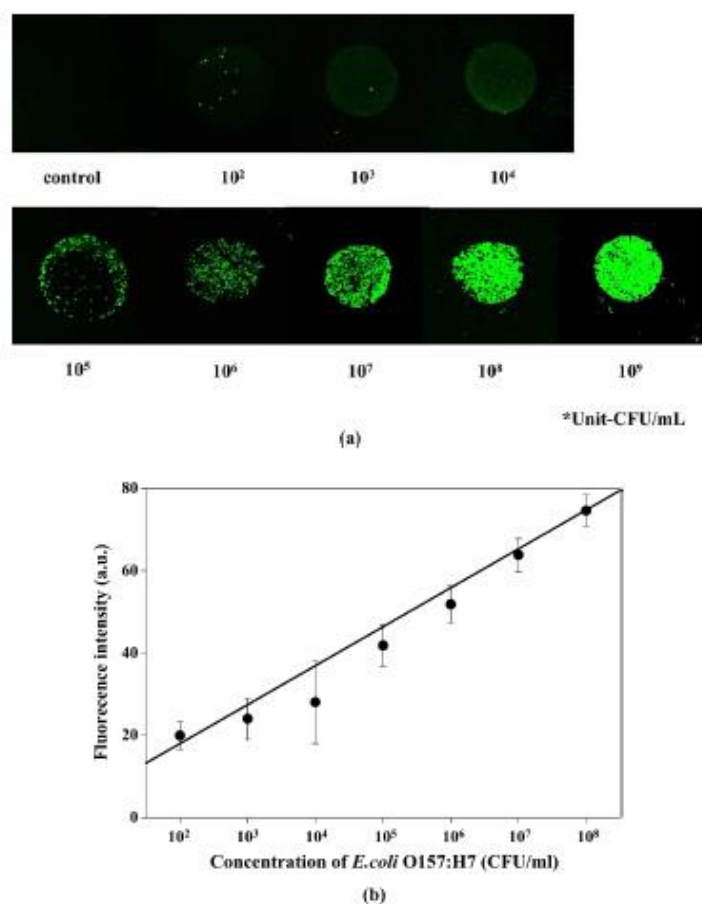 control 10² 10³ 10⁴
10⁵ 10⁶ 10⁷ 10⁸ 10⁹
*Unit-CFU/mL
(a)
80
60
40
20
0
Fluorecence intensity (a.u.)
10² 10³ 10⁴ 10⁵ 10⁶ 10⁷ 10⁸
Concentration of E.coli O157:H7 (CFU/ml)
(b)